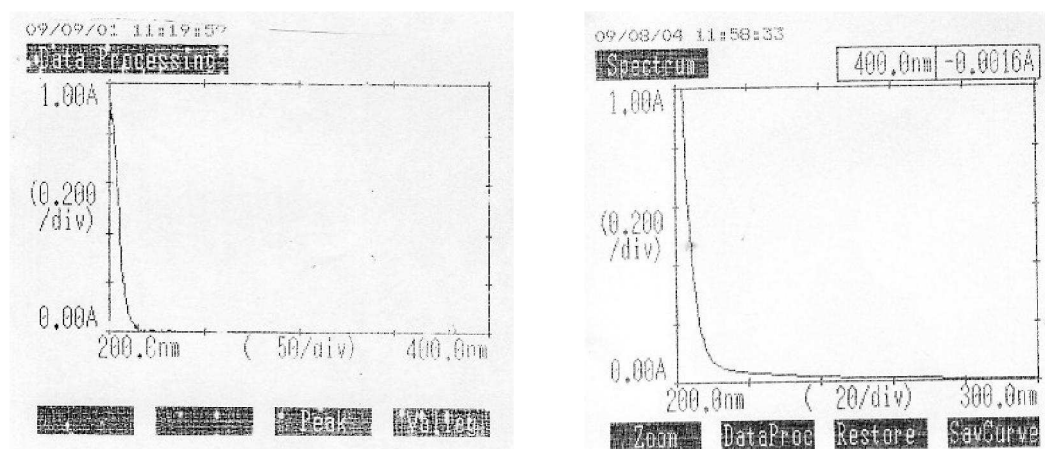 09/09/01 11:19:5
Data Processing
1.00A
(0.200
/div)
0.00A
200.0nm ( 50/div) 400.0nm
Peak Valley
09/08/04 11:58:33
Spectrum 400.0nm -0.0016A
1.00A
(0.200
/div)
0.00A
200.0nm ( 20/div) 300.0nm
Zoom DataProc Restore SavCurve